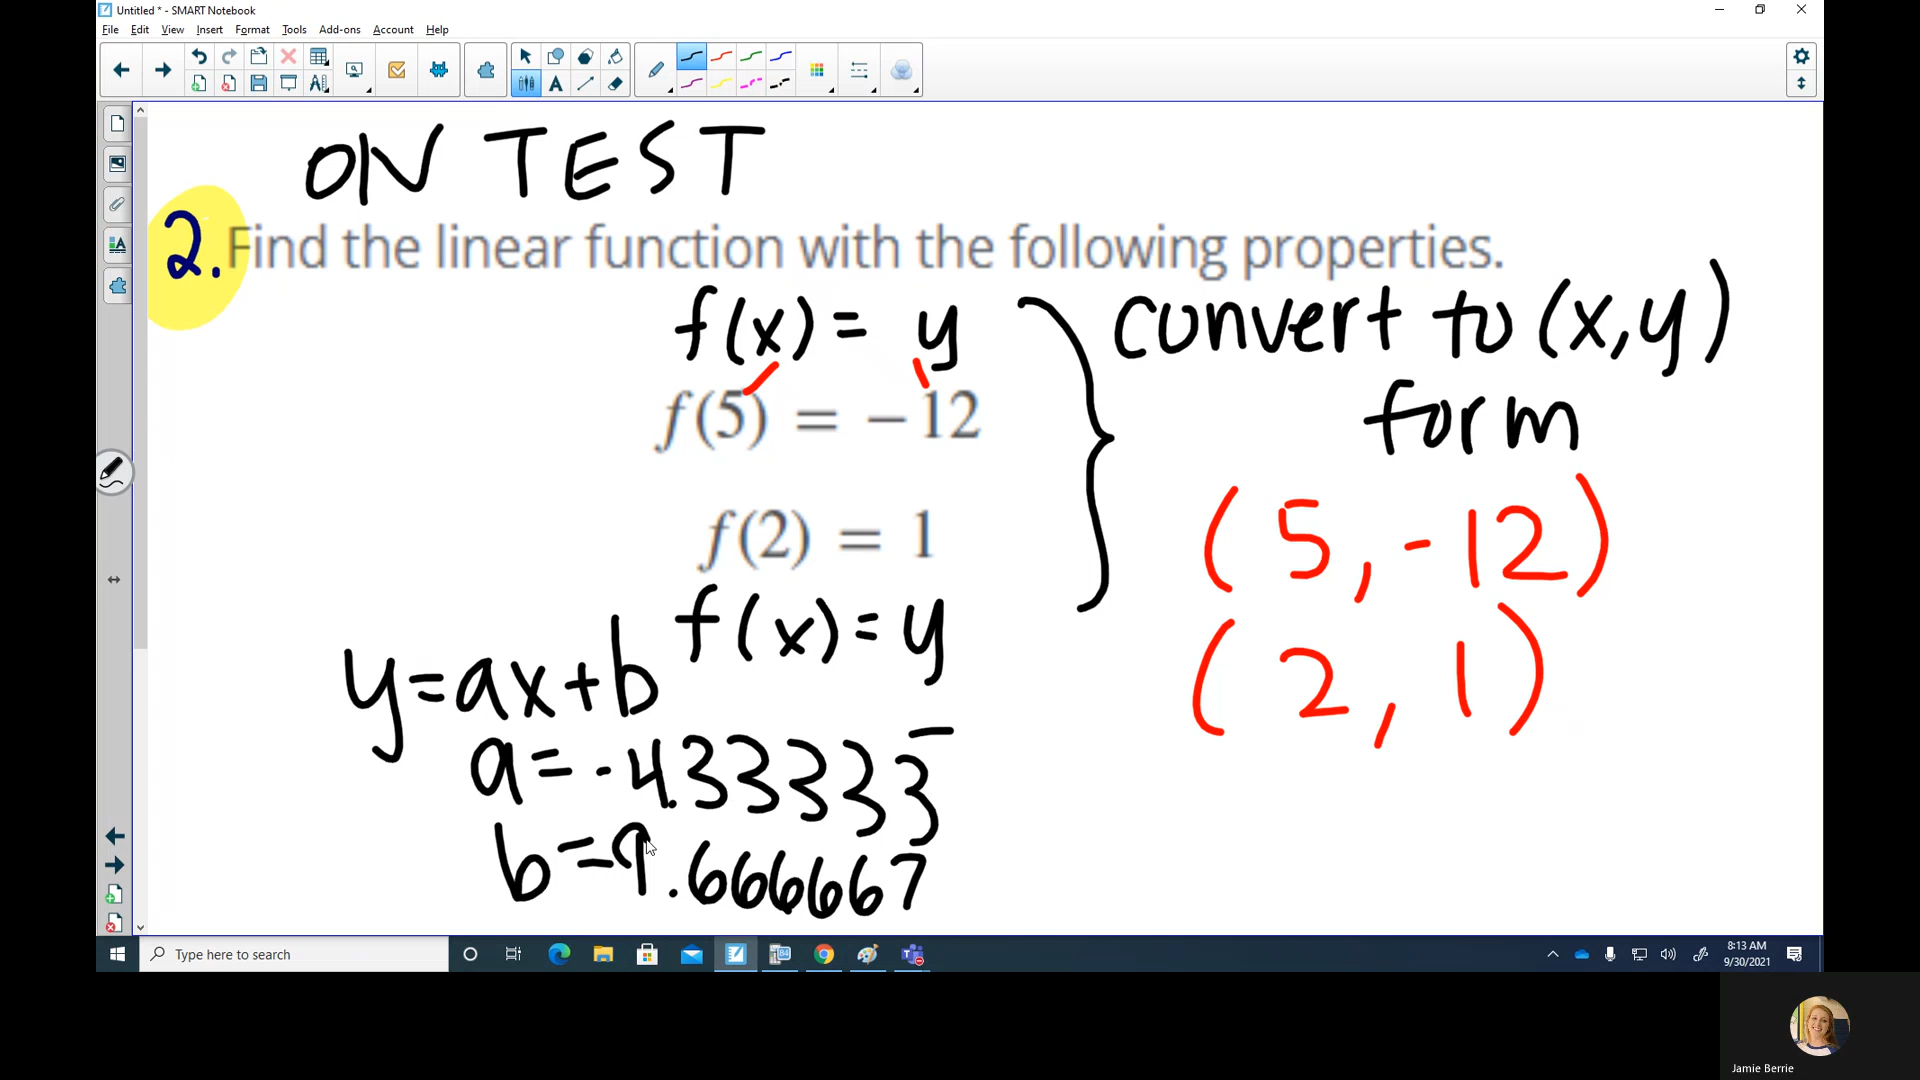 Untitled * - SMART Notebook
File Edit View Insert Format Tools Add-ons Account Help
ON TEST
2. Find the linear function with the following properties.
f(x) = y
convert to (x,y)
form
f(5) = −12
f(2) = 1
f(x) = y
(5, -12)
(2, 1)
y=ax+b
a= -4.33333
b=9.666667
Type here to search
8:13 AM
9/30/2021
Jamie Berrie